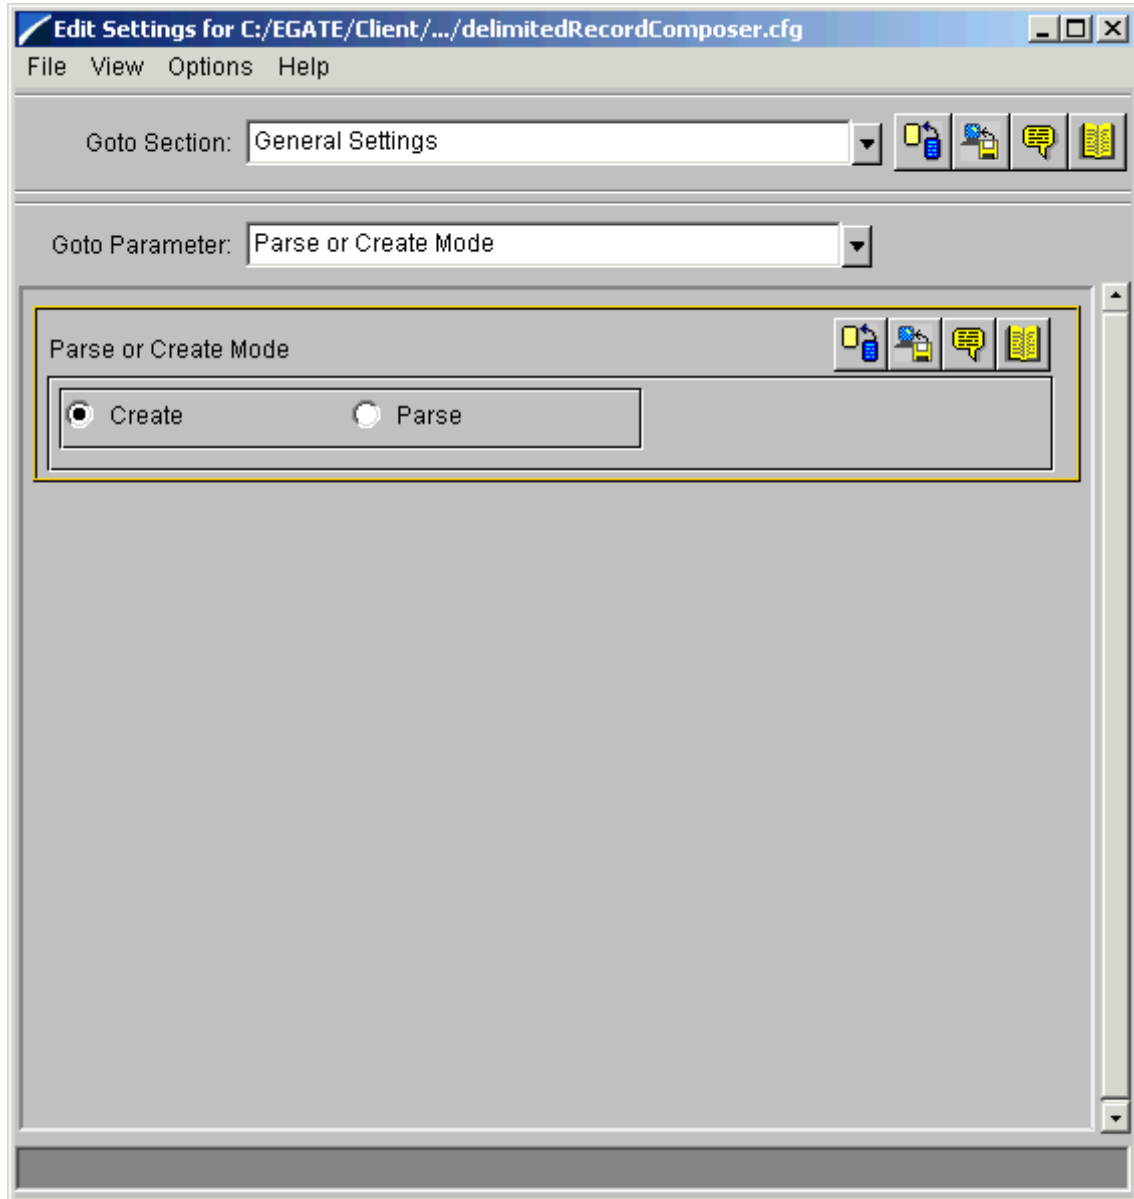 Edit Settings for C:/EGATE/Client/.../delimitedRecordComposer.cfg
File View Options Help
Goto Section: General Settings
Goto Parameter: Parse or Create Mode
Parse or Create Mode
Create Parse